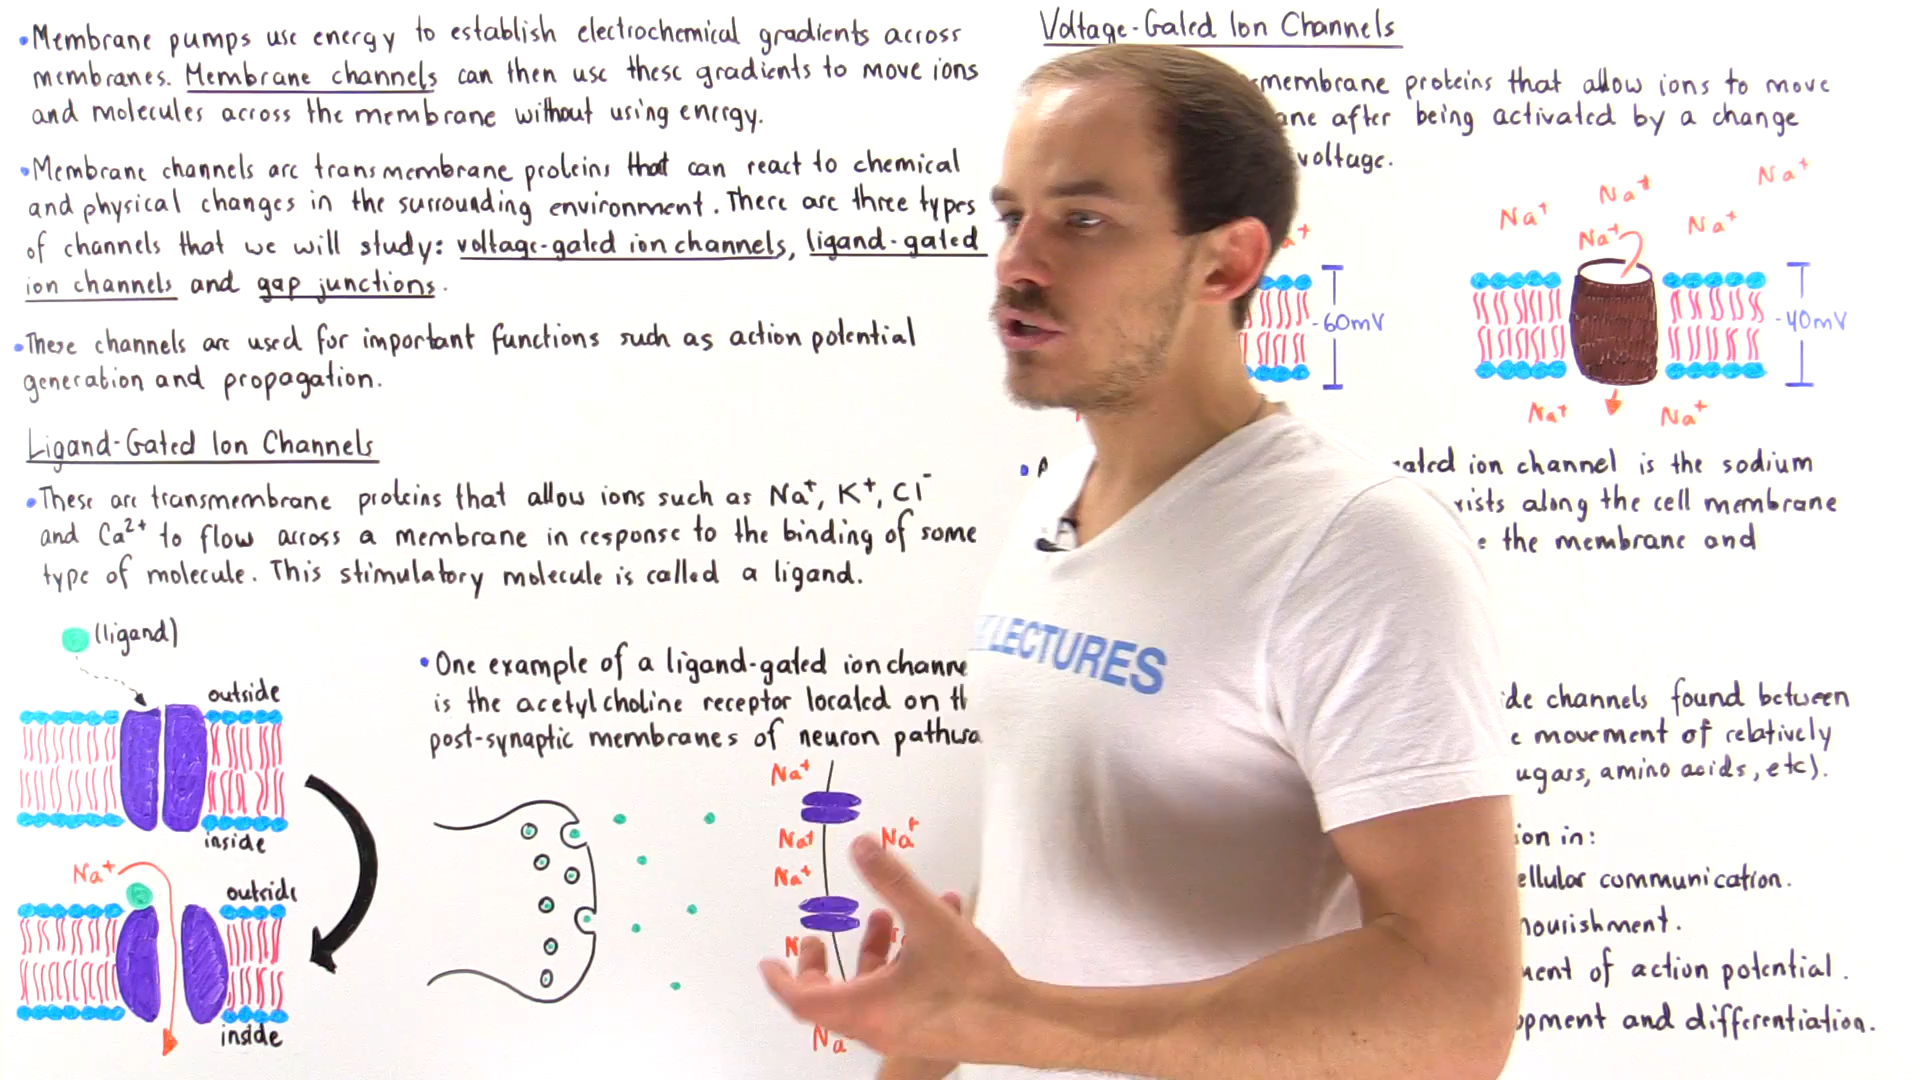 •Membrane pumps use energy to establish electrochemical gradients across
membranes. Membrane channels can then use these gradients to move ions
and molecules across the membrane without using energy.
•Membrane channels are transmembrane proteins that can react to chemical
and physical changes in the surrounding environment. There are three types
of channels that we will study: voltage-gated ion channels, ligand-gated
ion channels and gap junctions.
•These channels are used for important functions such as action potential
generation and propagation.
Ligand-Gated Ion Channels
•These are transmembrane proteins that allow ions such as Na⁺, K⁺, Cl⁻
and Ca²⁺ to flow across a membrane in response to the binding of some
type of molecule. This stimulatory molecule is called a ligand.
(ligand)
outside
inside
Na⁺
outside
inside
•One example of a ligand-gated ion channe
is the acetylcholine receptor located on th
post-synaptic membranes of neuron pathwa
Na⁺
Na⁺
Na⁺
Na⁺
N
Na
LECTURES
Voltage-Gated Ion Channels
smembrane proteins that allow ions to move
ane after being activated by a change
voltage.
Na⁺
Na⁺
Na⁺
Na⁺
Na⁺
-60mV
-40mV
Na⁺
Na⁺
gated ion channel is the sodium
xists along the cell membrane
e the membrane and
de channels found between
e movement of relatively
ugars, amino acids, etc).
ion in:
ellular communication.
nourishment.
ment of action potential.
opment and differentiation.